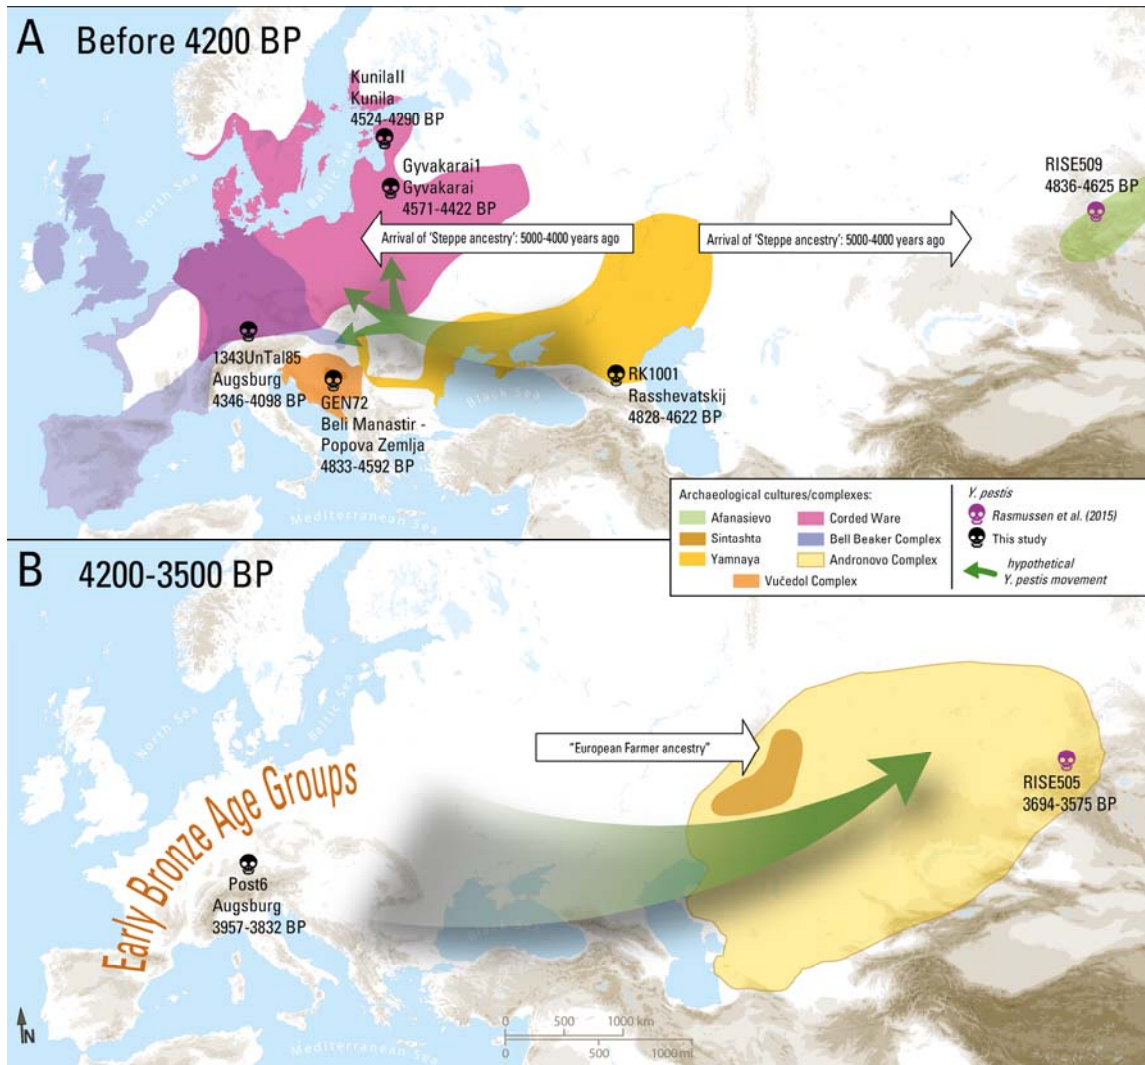 A Before 4200 BP
KunilaII
Kunila
4524-4290 BP
Gyvakarai1
Gyvakarai
4571-4422 BP
RISE509
4836-4625 BP
North Sea
Baltic Sea
Arrival of 'Steppe ancestry': 5000-4000 years ago
Arrival of 'Steppe ancestry': 5000-4000 years ago
1343UnTal85
Augsburg
4346-4098 BP
GEN72
Beli Manastir -
Popova Zemlja
4833-4592 BP
RK1001
Rasshevatskij
4828-4622 BP
Black Sea
Mediterranean Sea
Archaeological cultures/complexes:
Afanasievo
Corded Ware
Sintashta
Bell Beaker Complex
Yamnaya
Andronovo Complex
Vučedol Complex
Y. pestis
Rasmussen et al. (2015)
This study
hypothetical
Y. pestis movement
B 4200-3500 BP
North Sea
Baltic Sea
"European Farmer ancestry"
RISE505
3694-3575 BP
Early Bronze Age Groups
Post6
Augsburg
3957-3832 BP
Mediterranean Sea
N
0 500 1000 km
0 500 1000 mi